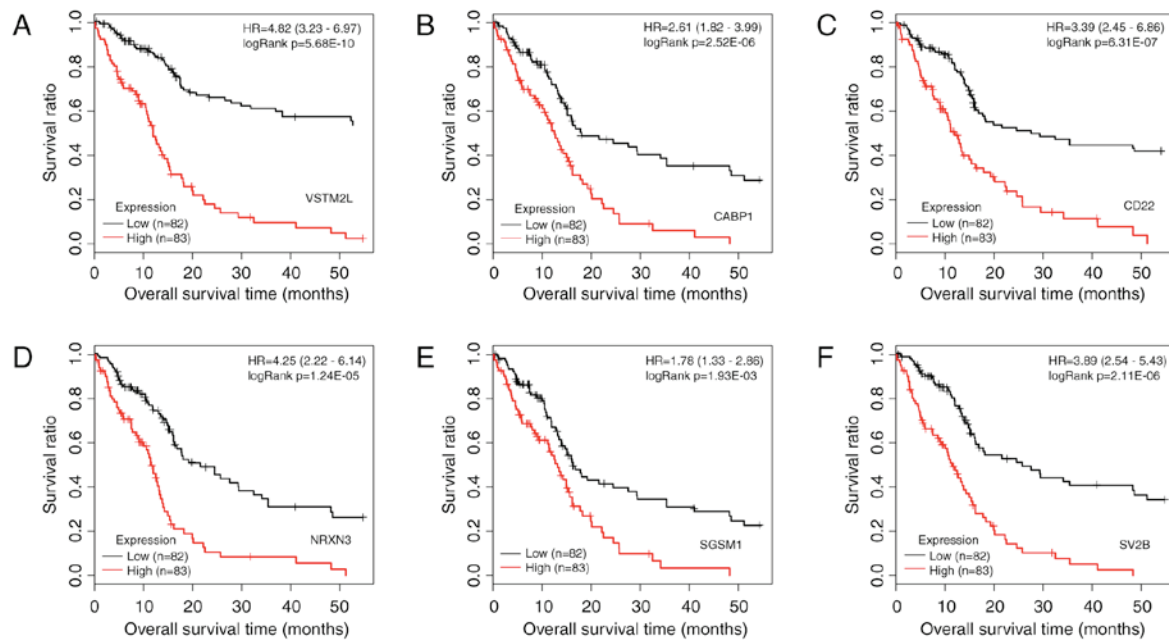 A
HR=4.82 (3.23 - 6.97)
logRank p=5.68E-10
Survival ratio
1.0
0.8
0.6
0.4
0.2
0.0
VSTM2L
Expression
Low (n=82)
High (n=83)
0 10 20 30 40 50
Overall survival time (months)
B
HR=2.61 (1.82 - 3.99)
logRank p=2.52E-06
Survival ratio
1.0
0.8
0.6
0.4
0.2
0.0
CABP1
Expression
Low (n=82)
High (n=83)
0 10 20 30 40 50
Overall survival time (months)
C
HR=3.39 (2.45 - 6.86)
logRank p=6.31E-07
Survival ratio
1.0
0.8
0.6
0.4
0.2
0.0
CD22
Expression
Low (n=82)
High (n=83)
0 10 20 30 40 50
Overall survival time (months)
D
HR=4.25 (2.22 - 6.14)
logRank p=1.24E-05
Survival ratio
1.0
0.8
0.6
0.4
0.2
0.0
NRXN3
Expression
Low (n=82)
High (n=83)
0 10 20 30 40 50
Overall survival time (months)
E
HR=1.78 (1.33 - 2.86)
logRank p=1.93E-03
Survival ratio
1.0
0.8
0.6
0.4
0.2
0.0
SGSM1
Expression
Low (n=82)
High (n=83)
0 10 20 30 40 50
Overall survival time (months)
F
HR=3.89 (2.54 - 5.43)
logRank p=2.11E-06
Survival ratio
1.0
0.8
0.6
0.4
0.2
0.0
SV2B
Expression
Low (n=82)
High (n=83)
0 10 20 30 40 50
Overall survival time (months)